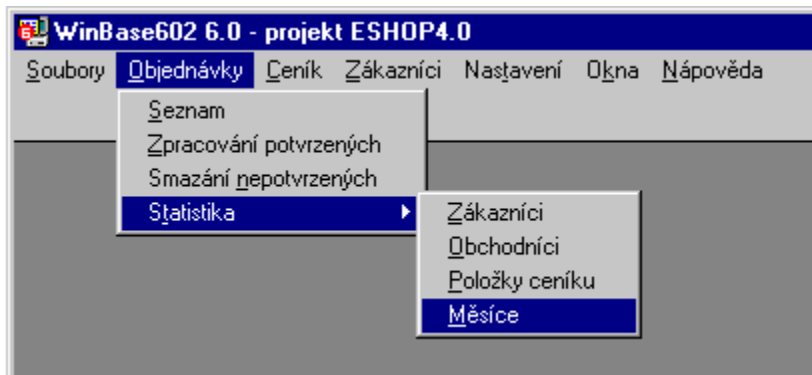 WinBase602 6.0 - projekt ESHOP4.0
Soubory Objednávky Ceník Zákazníci Nastavení Okna Nápověda
Seznam
Zpracování potvrzených
Smazání nepotvrzených
Statistika
Zákazníci
Obchodníci
Položky ceníku
Měsíce